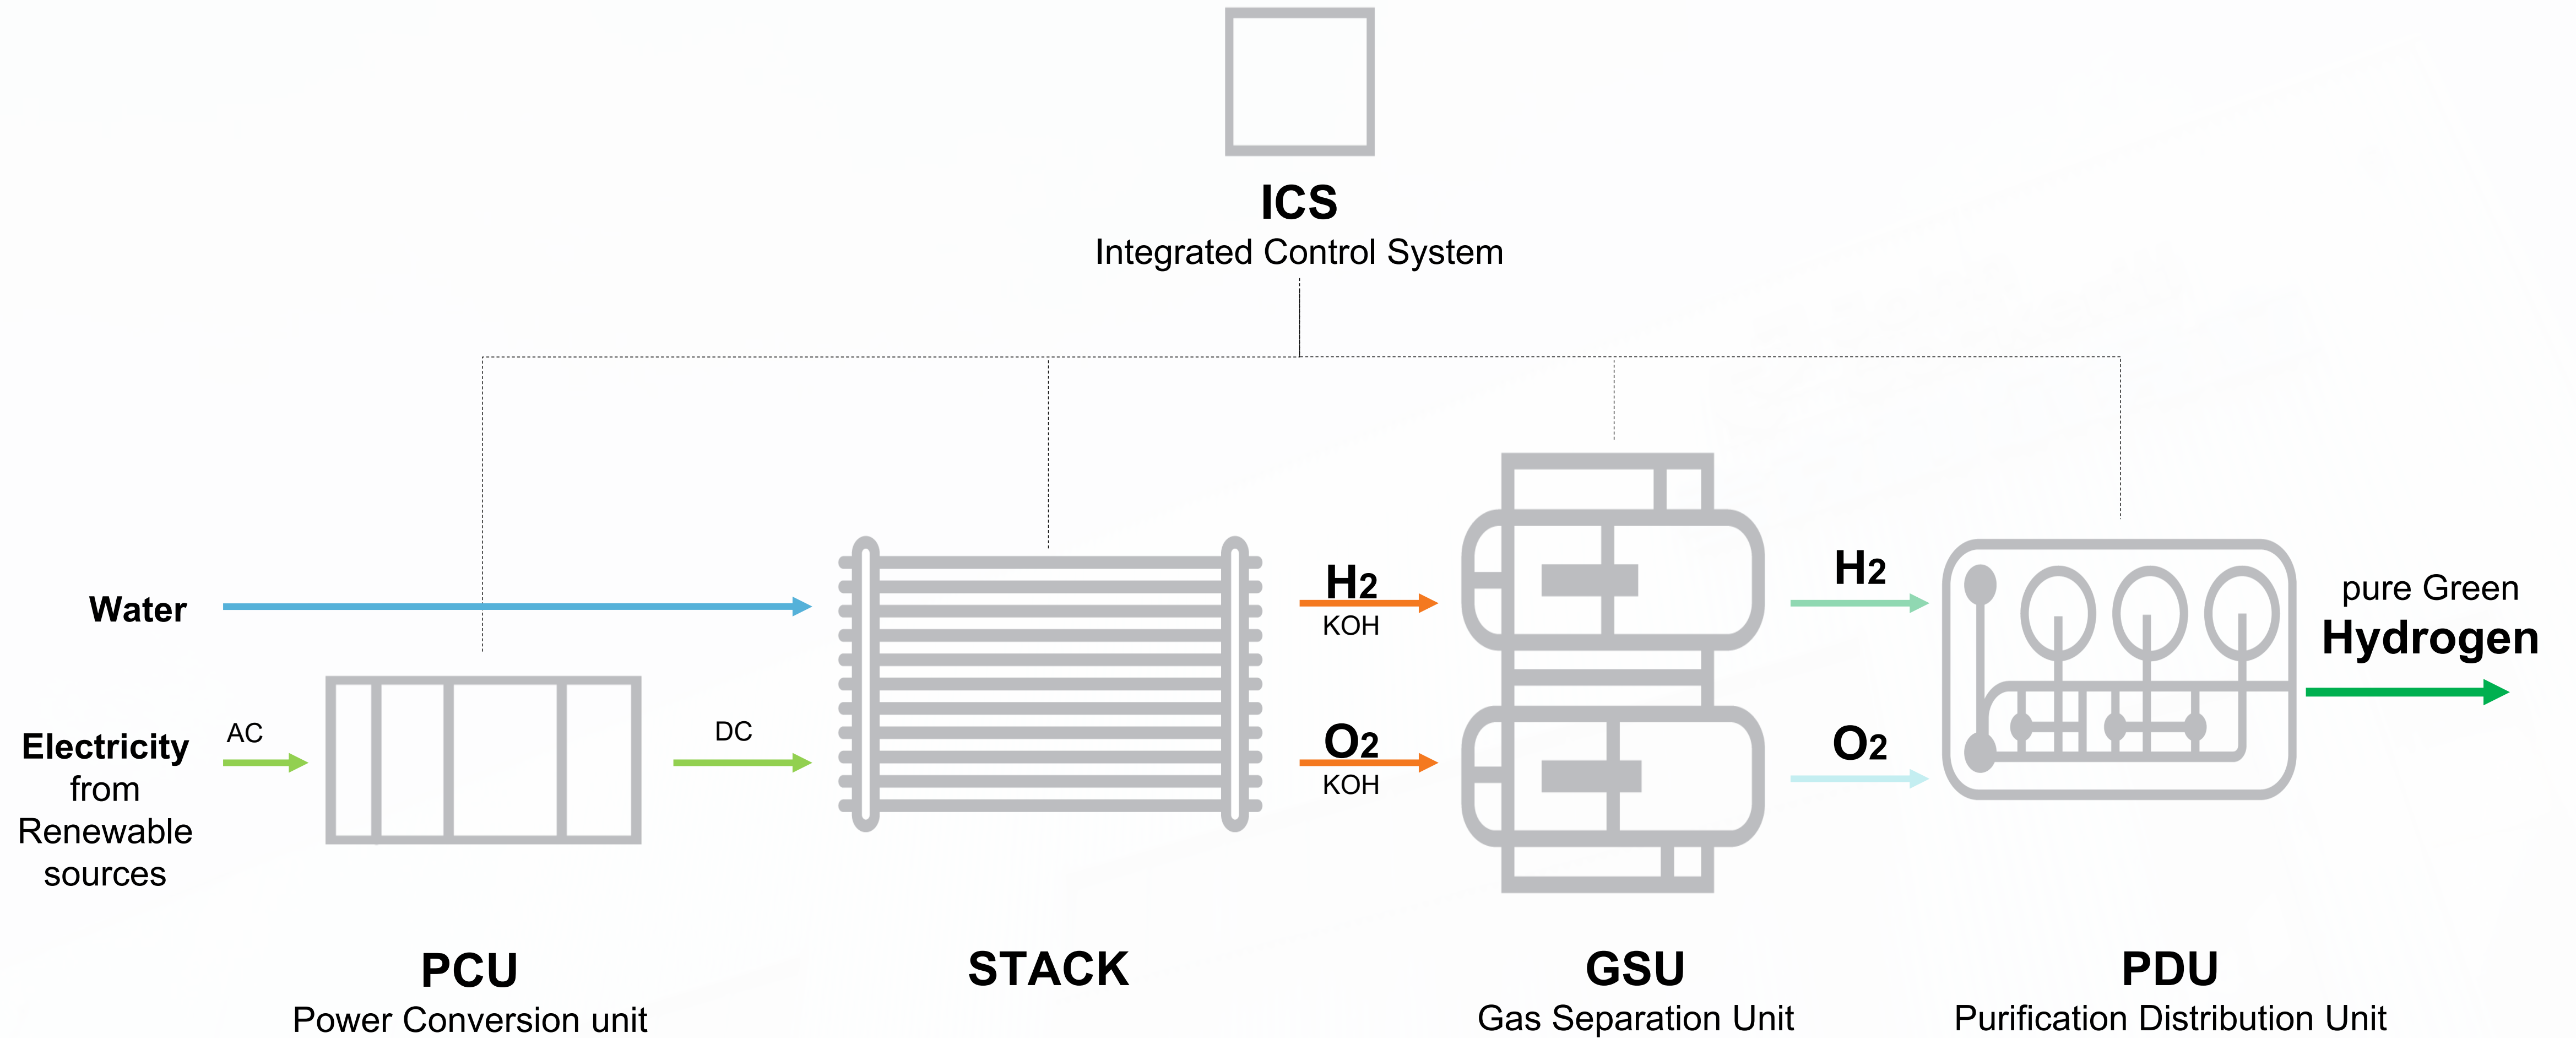 ICS
Integrated Control System
Water
H2
KOH
H2
pure Green
Hydrogen
Electricity
from
Renewable
sources
AC
DC
O2
KOH
O2
PCU
Power Conversion unit
STACK
GSU
Gas Separation Unit
PDU
Purification Distribution Unit